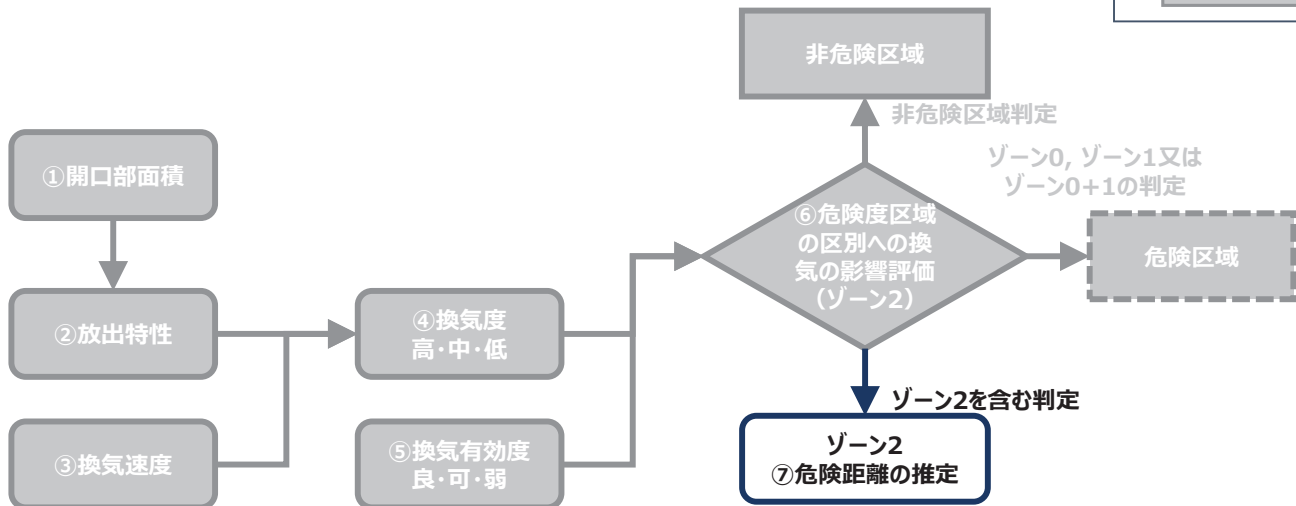 非危険区域
非危険区域判定
ゾーン0, ゾーン1又は
ゾーン0+1の判定
①開口部面積
⑥危険度区域
の区別への換
気の影響評価
(ゾーン2)
危険区域
②放出特性
④換気度
高・中・低
ゾーン2を含む判定
③換気速度
⑤換気有効度
良・可・弱
ゾーン2
⑦危険距離の推定